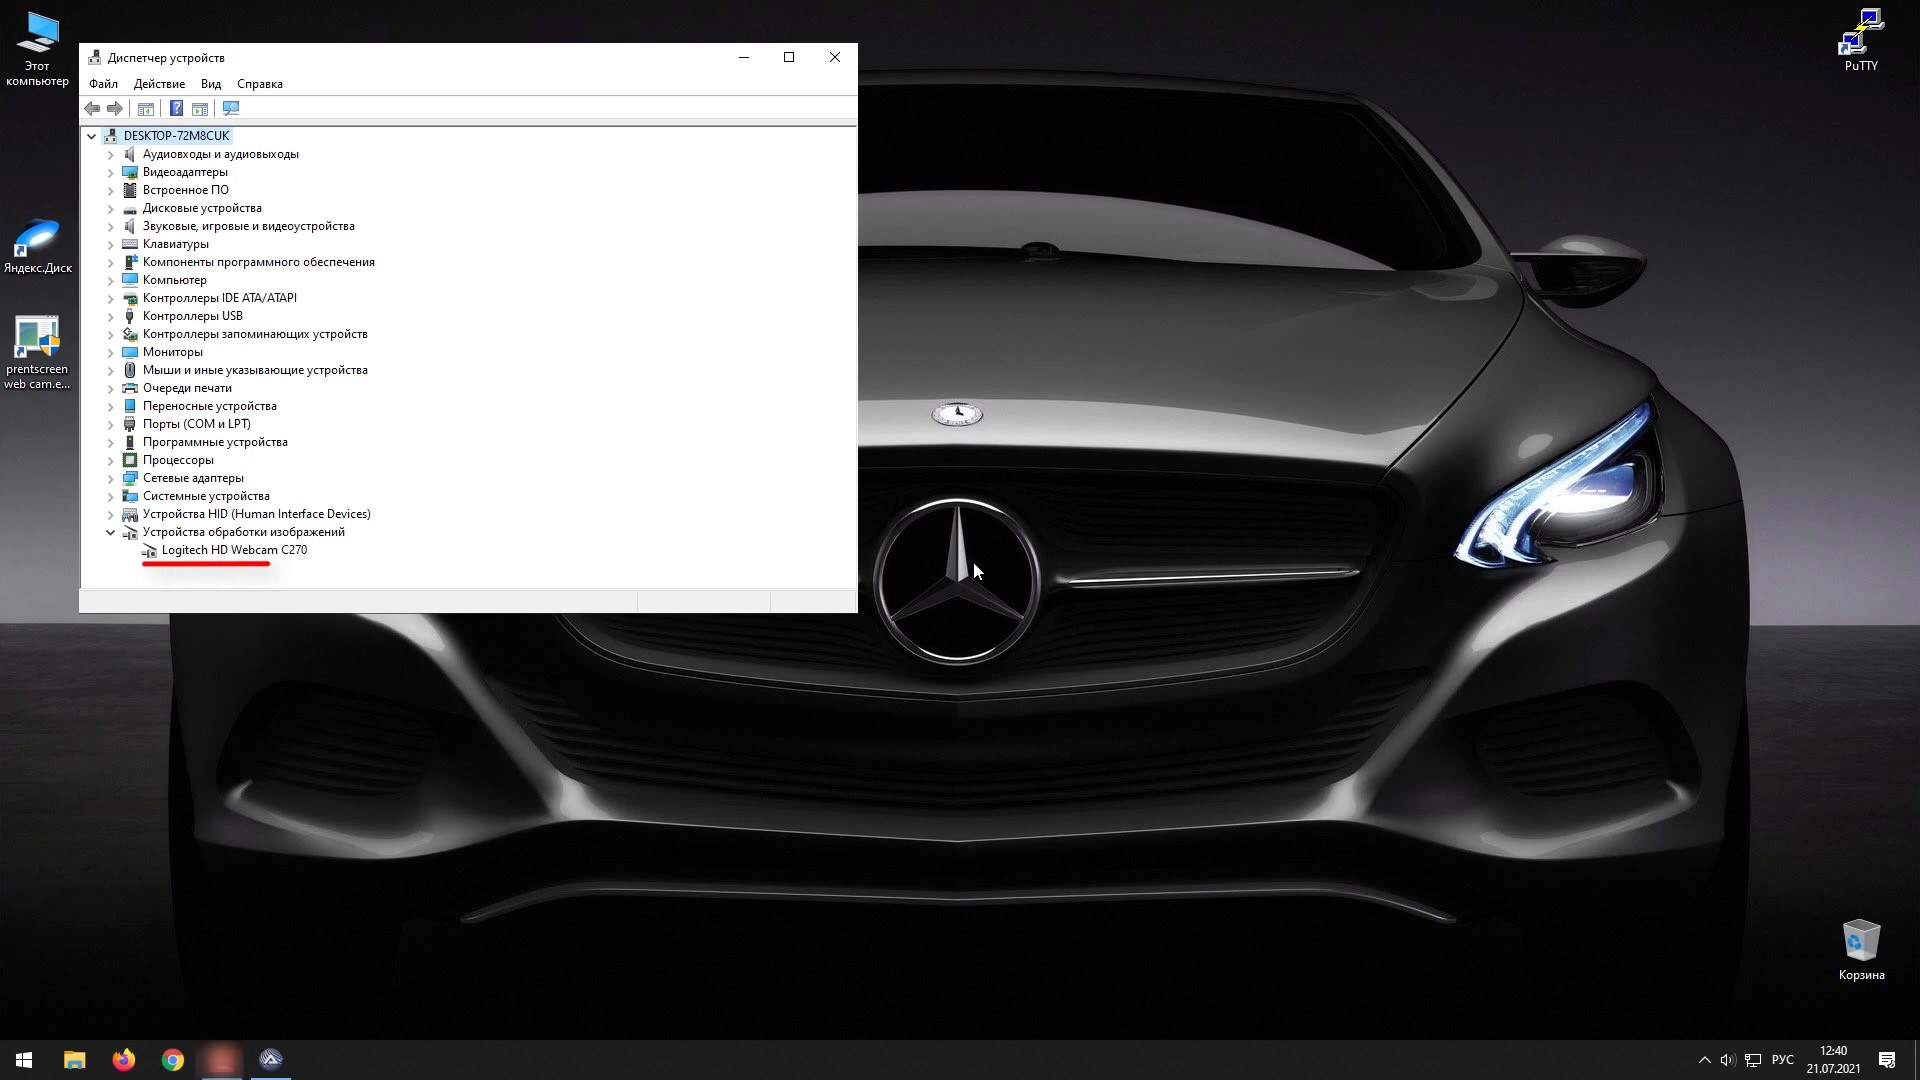 Этот
компьютер
Яндекс.Диск
prentscreen
web cam.e...
Диспетчер устройств
Файл Действие Вид Справка
DESKTOP-72M8CUK
Аудиовходы и аудиовыходы
Видеоадаптеры
Встроенное ПО
Дисковые устройства
Звуковые, игровые и видеоустройства
Клавиатуры
Компоненты программного обеспечения
Компьютер
Контроллеры IDE ATA/ATAPI
Контроллеры USB
Контроллеры запоминающих устройств
Мониторы
Мыши и иные указывающие устройства
Очереди печати
Переносные устройства
Порты (COM и LPT)
Программные устройства
Процессоры
Сетевые адаптеры
Системные устройства
Устройства HID (Human Interface Devices)
Устройства обработки изображений
Logitech HD Webcam C270
PuTTY
Корзина
РУС
12:40
21.07.2021